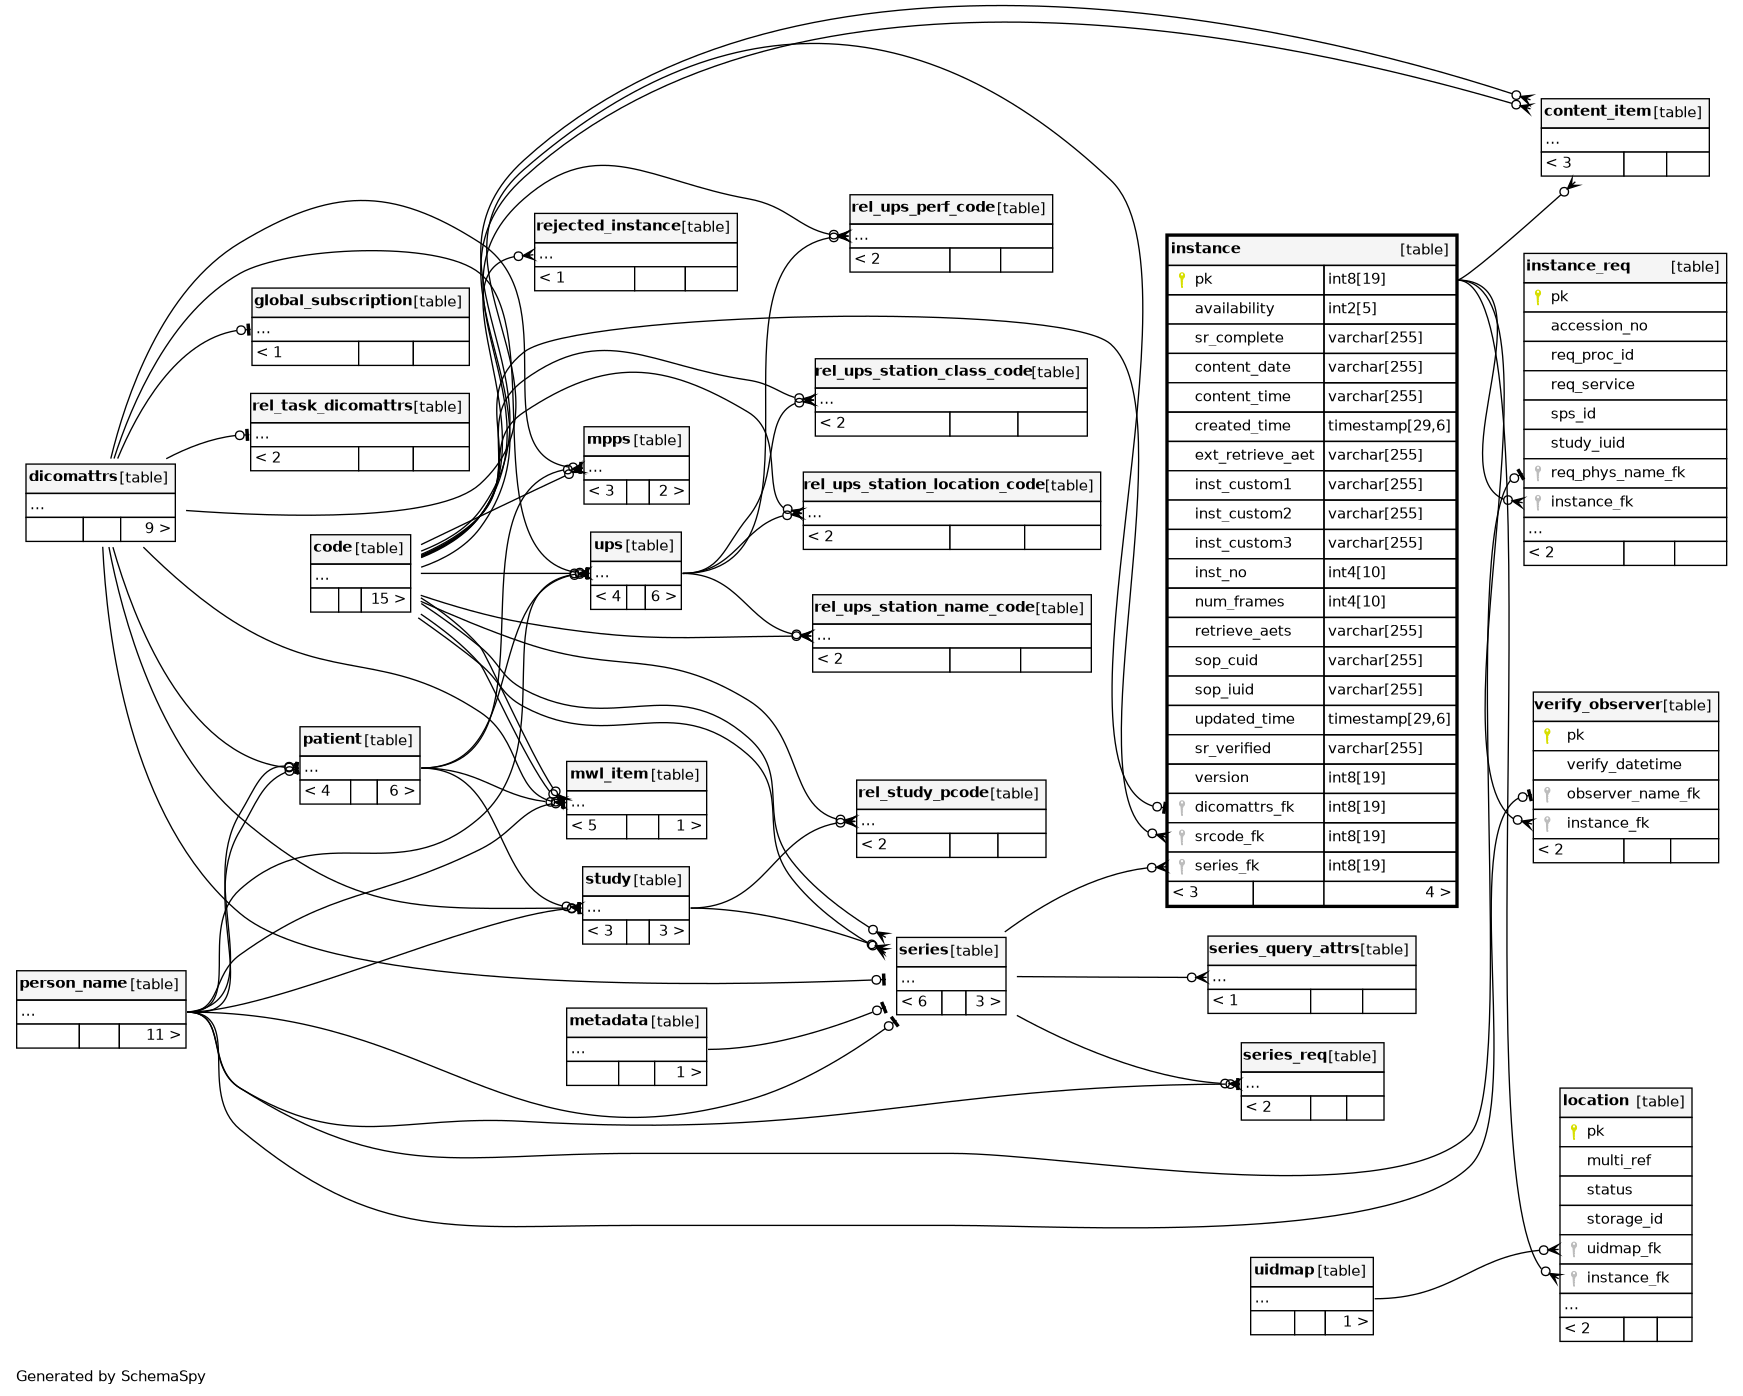 content_item [table]
...
< 3
rel_ups_perf_code [table]
...
< 2
rejected_instance [table]
...
< 1
instance [table]
pk int8[19]
availability int2[5]
sr_complete varchar[255]
content_date varchar[255]
content_time varchar[255]
created_time timestamp[29,6]
ext_retrieve_aet varchar[255]
inst_custom1 varchar[255]
inst_custom2 varchar[255]
inst_custom3 varchar[255]
inst_no int4[10]
num_frames int4[10]
retrieve_aets varchar[255]
sop_cuid varchar[255]
sop_iuid varchar[255]
updated_time timestamp[29,6]
sr_verified varchar[255]
version int8[19]
dicomattrs_fk int8[19]
srcode_fk int8[19]
series_fk int8[19]
< 3 4 >
instance_req [table]
pk
accession_no
req_proc_id
req_service
sps_id
study_iuid
req_phys_name_fk
instance_fk
...
< 2
global_subscription [table]
...
< 1
rel_ups_station_class_code [table]
...
< 2
rel_task_dicomattrs [table]
...
< 2
mpps [table]
...
< 3 2 >
dicomattrs [table]
...
9 >
rel_ups_station_location_code [table]
...
< 2
code [table]
...
15 >
ups [table]
...
< 4 6 >
rel_ups_station_name_code [table]
...
< 2
verify_observer [table]
pk
verify_datetime
observer_name_fk
instance_fk
< 2
patient [table]
...
< 4 6 >
mwl_item [table]
...
< 5 1 >
rel_study_pcode [table]
...
< 2
study [table]
...
< 3 3 >
series [table]
...
< 6 3 >
series_query_attrs [table]
...
< 1
person_name [table]
...
11 >
metadata [table]
...
1 >
series_req [table]
...
< 2
location [table]
pk
multi_ref
status
storage_id
uidmap_fk
instance_fk
...
< 2
uidmap [table]
...
1 >
Generated by SchemaSpy